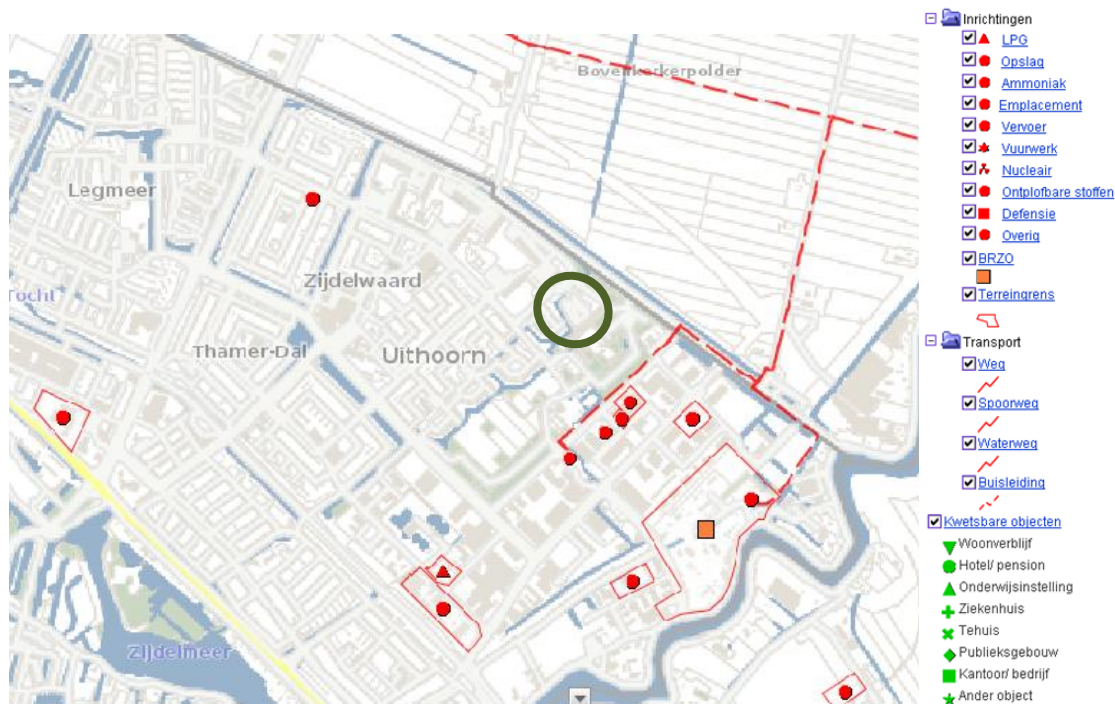 Bovenkerkerpolder
Legmeer
Zijdelwaard
Tocht
Thamer-Dal
Uithoorn
Zijdelmeer
Inrichtingen
LPG
Opslag
Ammoniak
Emplacement
Vervoer
Vuurwerk
Nucleair
Ontplofbare stoffen
Defensie
Overig
BRZO
Terreingrens
Transport
Weg
Spoorweg
Waterweg
Buisleiding
Kwetsbare objecten
Woonverblijf
Hotel/ pension
Onderwijsinstelling
Ziekenhuis
Tehuis
Publieksgebouw
Kantoor/ bedrijf
Ander object